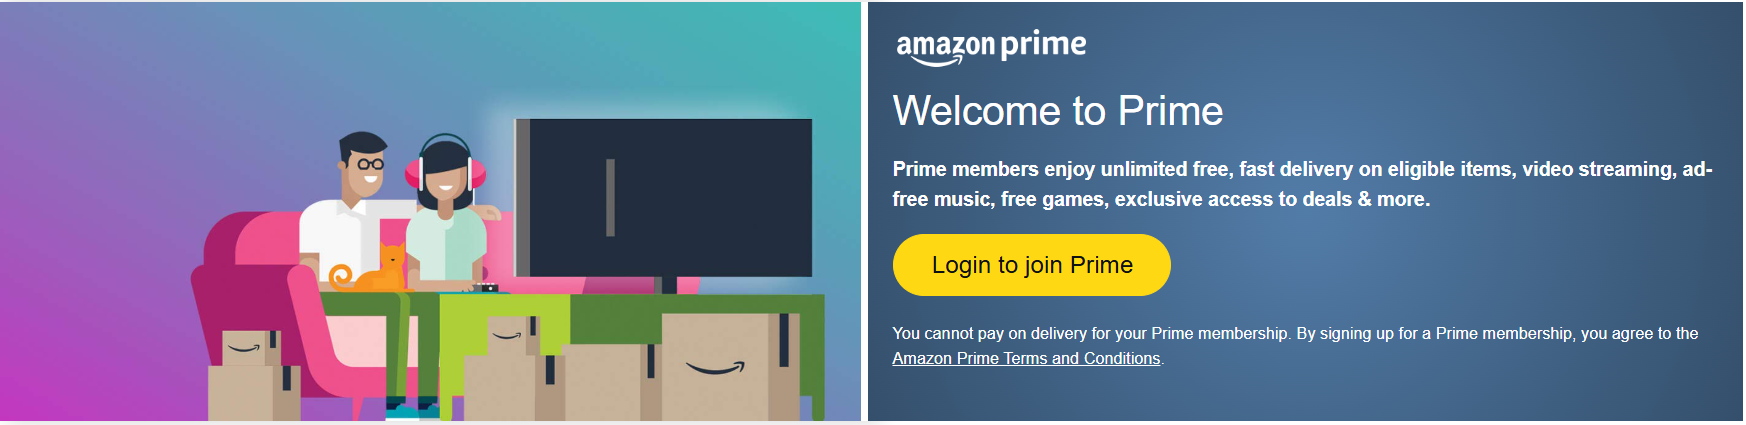 amazon prime
Welcome to Prime
Prime members enjoy unlimited free, fast delivery on eligible items, video streaming, ad-
free music, free games, exclusive access to deals & more.
Login to join Prime
You cannot pay on delivery for your Prime membership. By signing up for a Prime membership, you agree to the
Amazon Prime Terms and Conditions.